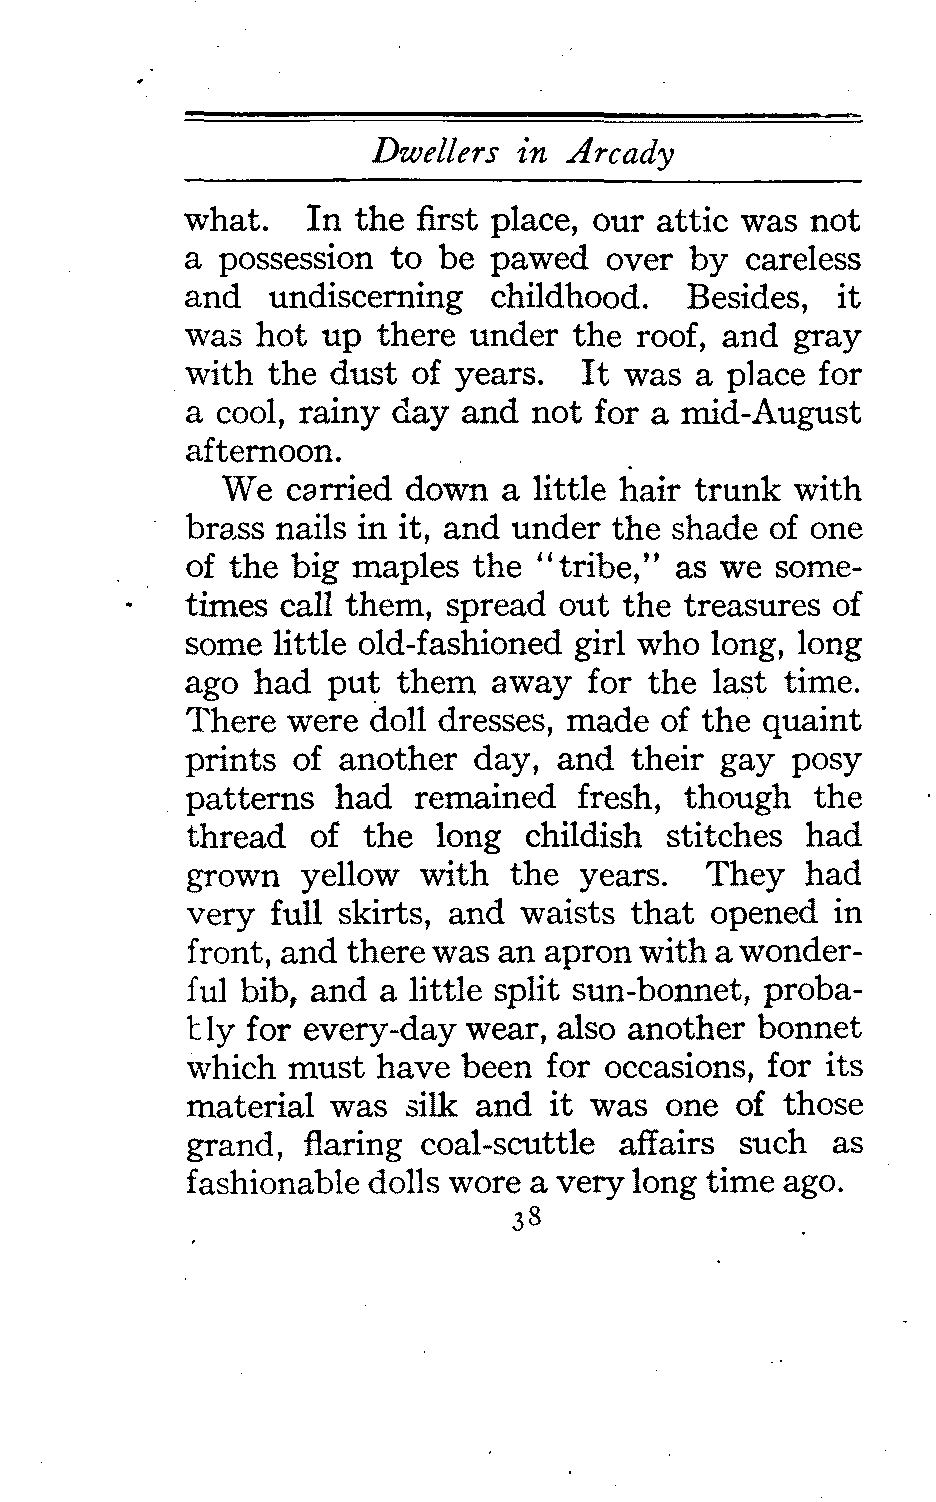 Dwellers in Arcady
what. In the first place, our attic was not
a possession to be pawed over by careless
and undiscerning childhood. Besides, it
was hot up there under the roof, and gray
with the dust of years. It was a place for
a cool, rainy day and not for a mid-August
afternoon.
We carried down a little hair trunk with
brass nails in it, and under the shade of one
of the big maples the "tribe," as we some-
times call them, spread out the treasures of
some little old-fashioned girl who long, long
ago had put them away for the last time.
There were doll dresses, made of the quaint
prints of another day, and their gay posy
patterns had remained fresh, though the
thread of the long childish stitches had
grown yellow with the years. They had
very full skirts, and waists that opened in
front, and there was an apron with a wonder-
ful bib, and a little split sun-bonnet, proba-
bly for every-day wear, also another bonnet
which must have been for occasions, for its
material was silk and it was one of those
grand, flaring coal-scuttle affairs such as
fashionable dolls wore a very long time ago.
38